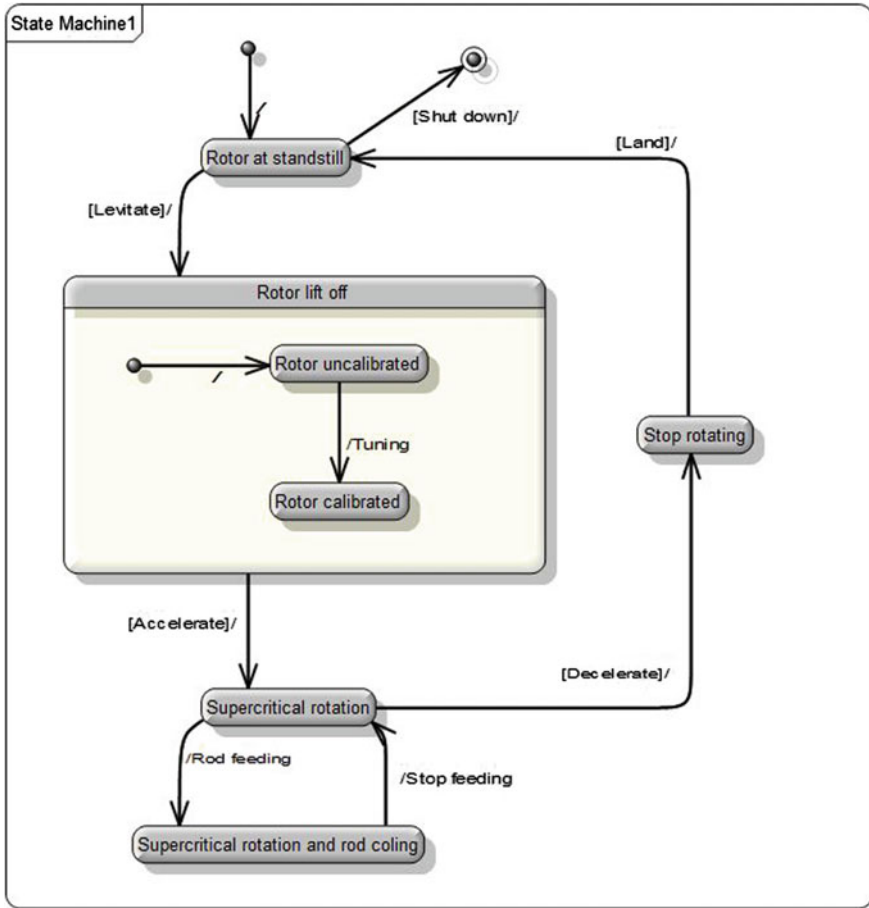 State Machine1
/
[Shut down]/
Rotor at standstill
[Land]/
[Levitate]/
Rotor lift off
Rotor uncalibrated
/
/Tuning
Stop rotating
Rotor calibrated
[Accelerate]/
[Decelerate]/
Supercritical rotation
/Rod feeding
/Stop feeding
Supercritical rotation and rod coling